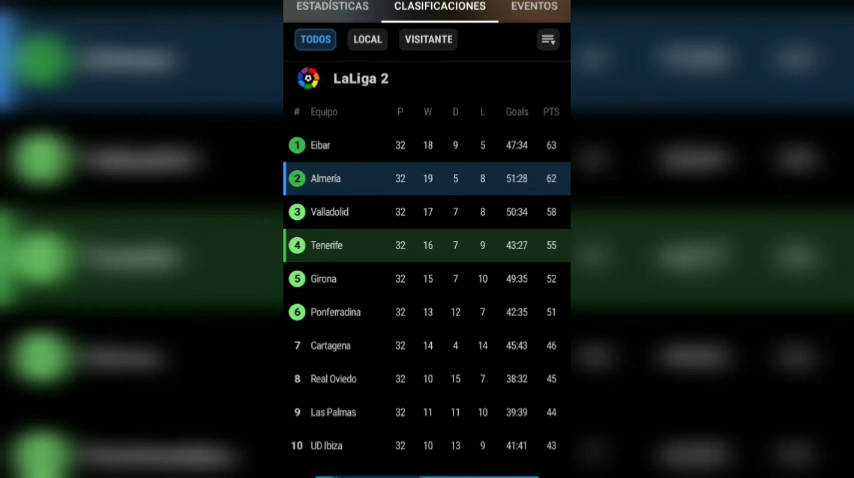 ESTADÍSTICAS CLASIFICACIONES EVENTOS
TODOS LOCAL VISITANTE
LaLiga 2
# Equipo P W D L Goals PTS
1 Eibar 32 18 9 5 47:34 63
2 Almería 32 19 5 8 51:28 62
3 Valladolid 32 17 7 8 50:34 58
4 Tenerife 32 16 7 9 43:27 55
5 Girona 32 15 7 10 49:35 52
6 Ponferradina 32 13 12 7 42:35 51
7 Cartagena 32 14 4 14 45:43 46
8 Real Oviedo 32 10 15 7 38:32 45
9 Las Palmas 32 11 11 10 39:39 44
10 UD Ibiza 32 10 13 9 41:41 43